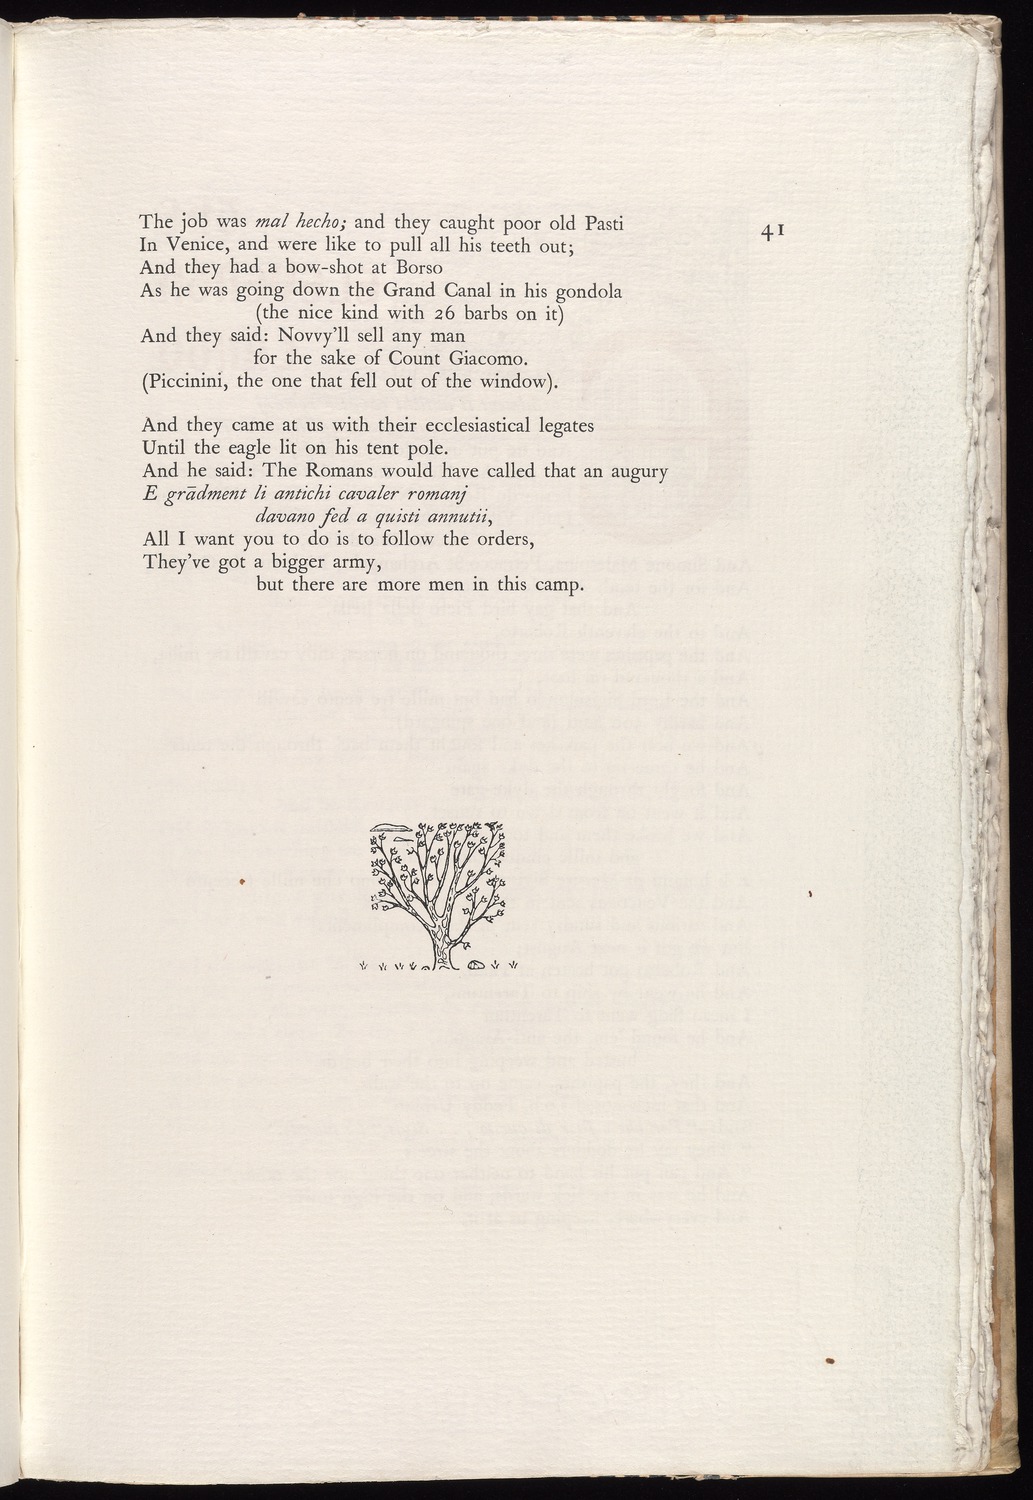 The job was mal hecho; and they caught poor old Pasti
41
In Venice, and were like to pull all his teeth out;
And they had a bow-shot at Borso
As he was going down the Grand Canal in his gondola
(the nice kind with 26 barbs on it)
And they said: Novvy'll sell any man
for the sake of Count Giacomo.
(Piccinini, the one that fell out of the window).
And they came at us with their ecclesiastical legates
Until the eagle lit on his tent pole.
And he said: The Romans would have called that an augury
E grādment li antichi cavaler romanj
davano fed a quisti annutii,
All I want you to do is to follow the orders,
They've got a bigger army,
but there are more men in this camp.